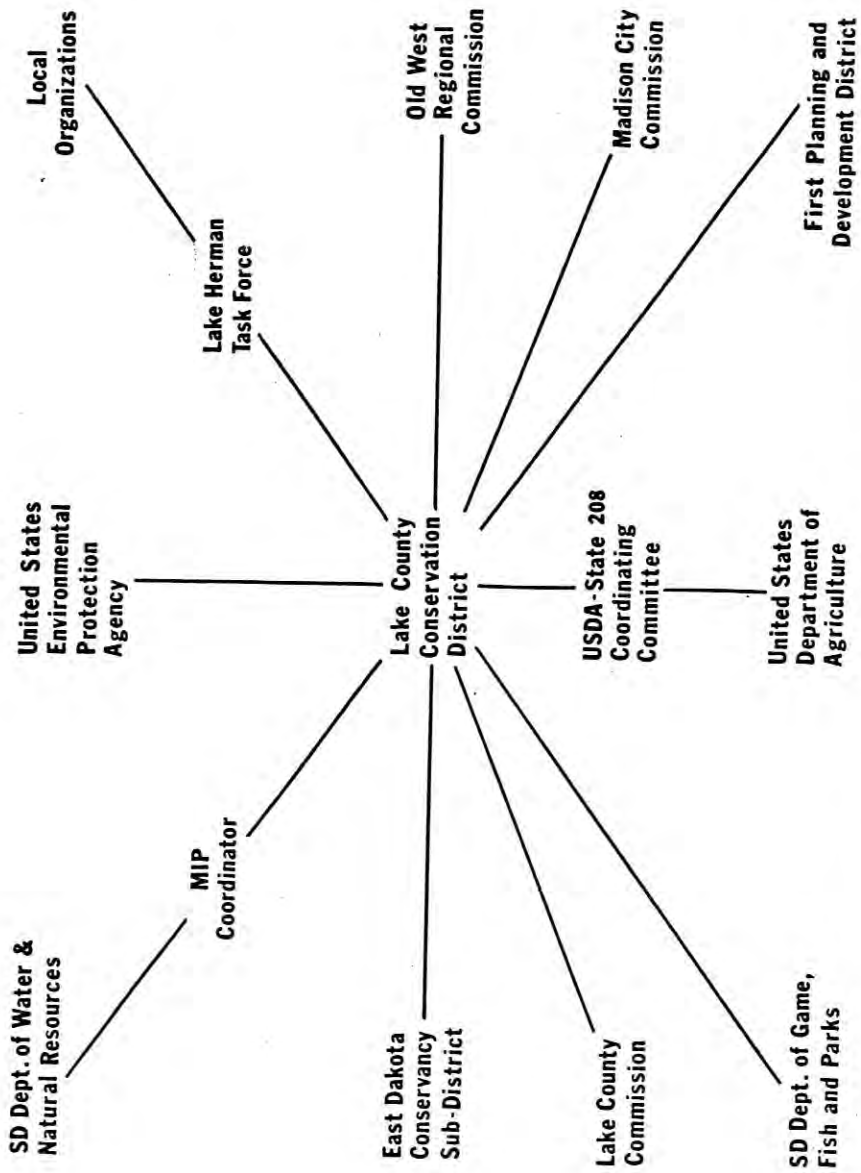 SD Dept. of Water &
Natural Resources
United States
Environmental
Protection
Agency
Local
Organizations
MIP
Coordinator
Lake Herman
Task Force
East Dakota
Conservancy
Sub-District
Lake County
Conservation
District
Old West
Regional
Commission
Lake County
Commission
USDA-State 208
Coordinating
Committee
Madison City
Commission
SD Dept. of Game,
Fish and Parks
United States
Department of
Agriculture
First Planning and
Development District